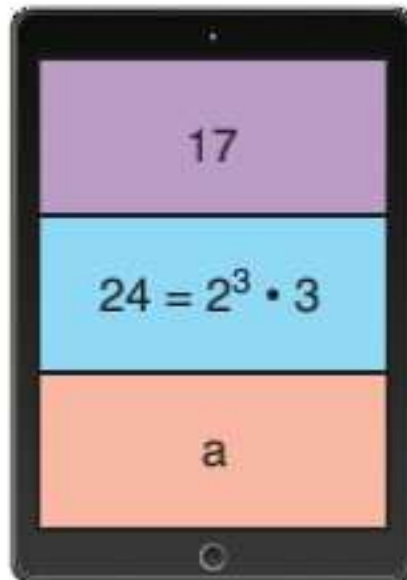 17
24 = 2³ • 3
a